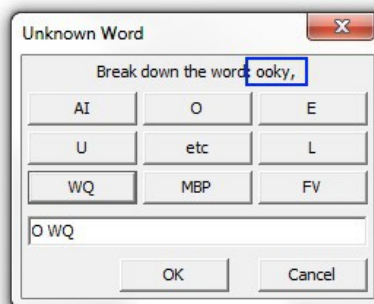 Unknown Word
Break down the word: ooky,
AI O E
U etc L
WQ MBP FV
O WQ
OK Cancel